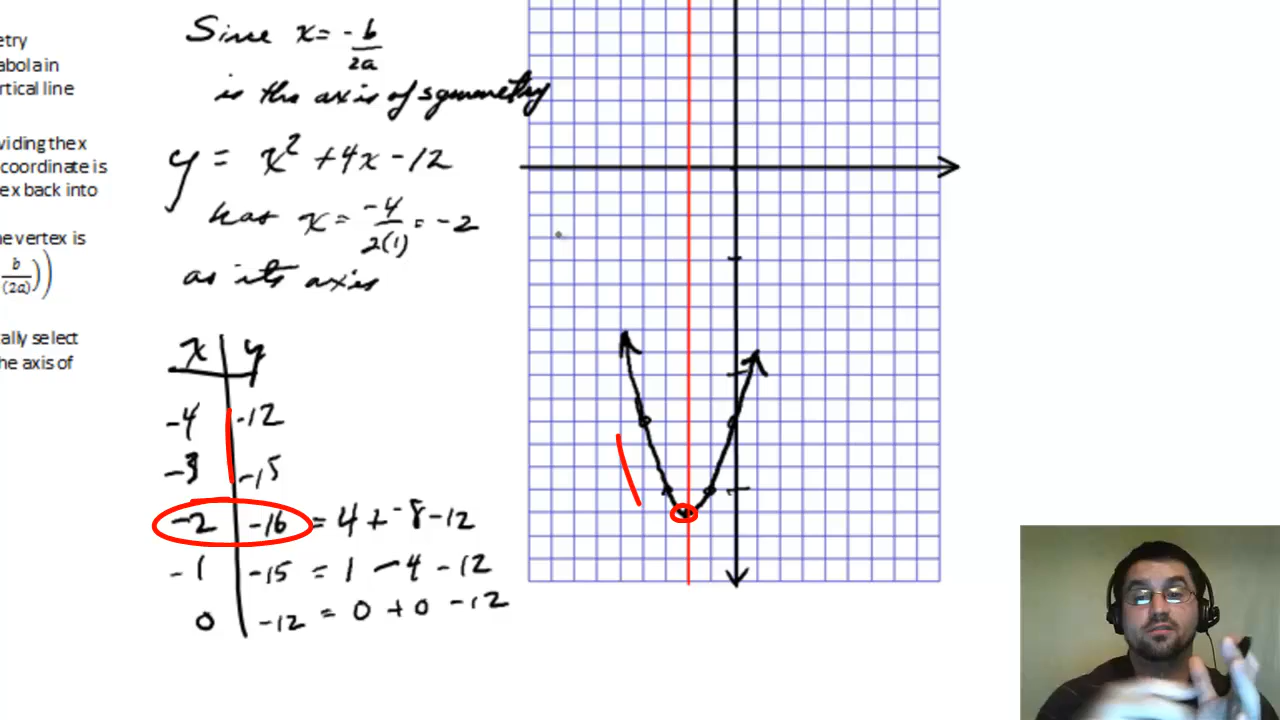 etry
abola in
rtical line
viding the x
coordinate is
e x back into
ne vertex is
b
(2a)
))
ally select
he axis of
Since x = -b
2a
is the axis of symmetry
y = x² + 4x - 12
has x = -4 = -2
2(1)
as its axis
x y
-4 -12
-3 -15
-2 -16 = 4 + -8 - 12
-1 -15 = 1 - 4 - 12
0 -12 = 0 + 0 - 12